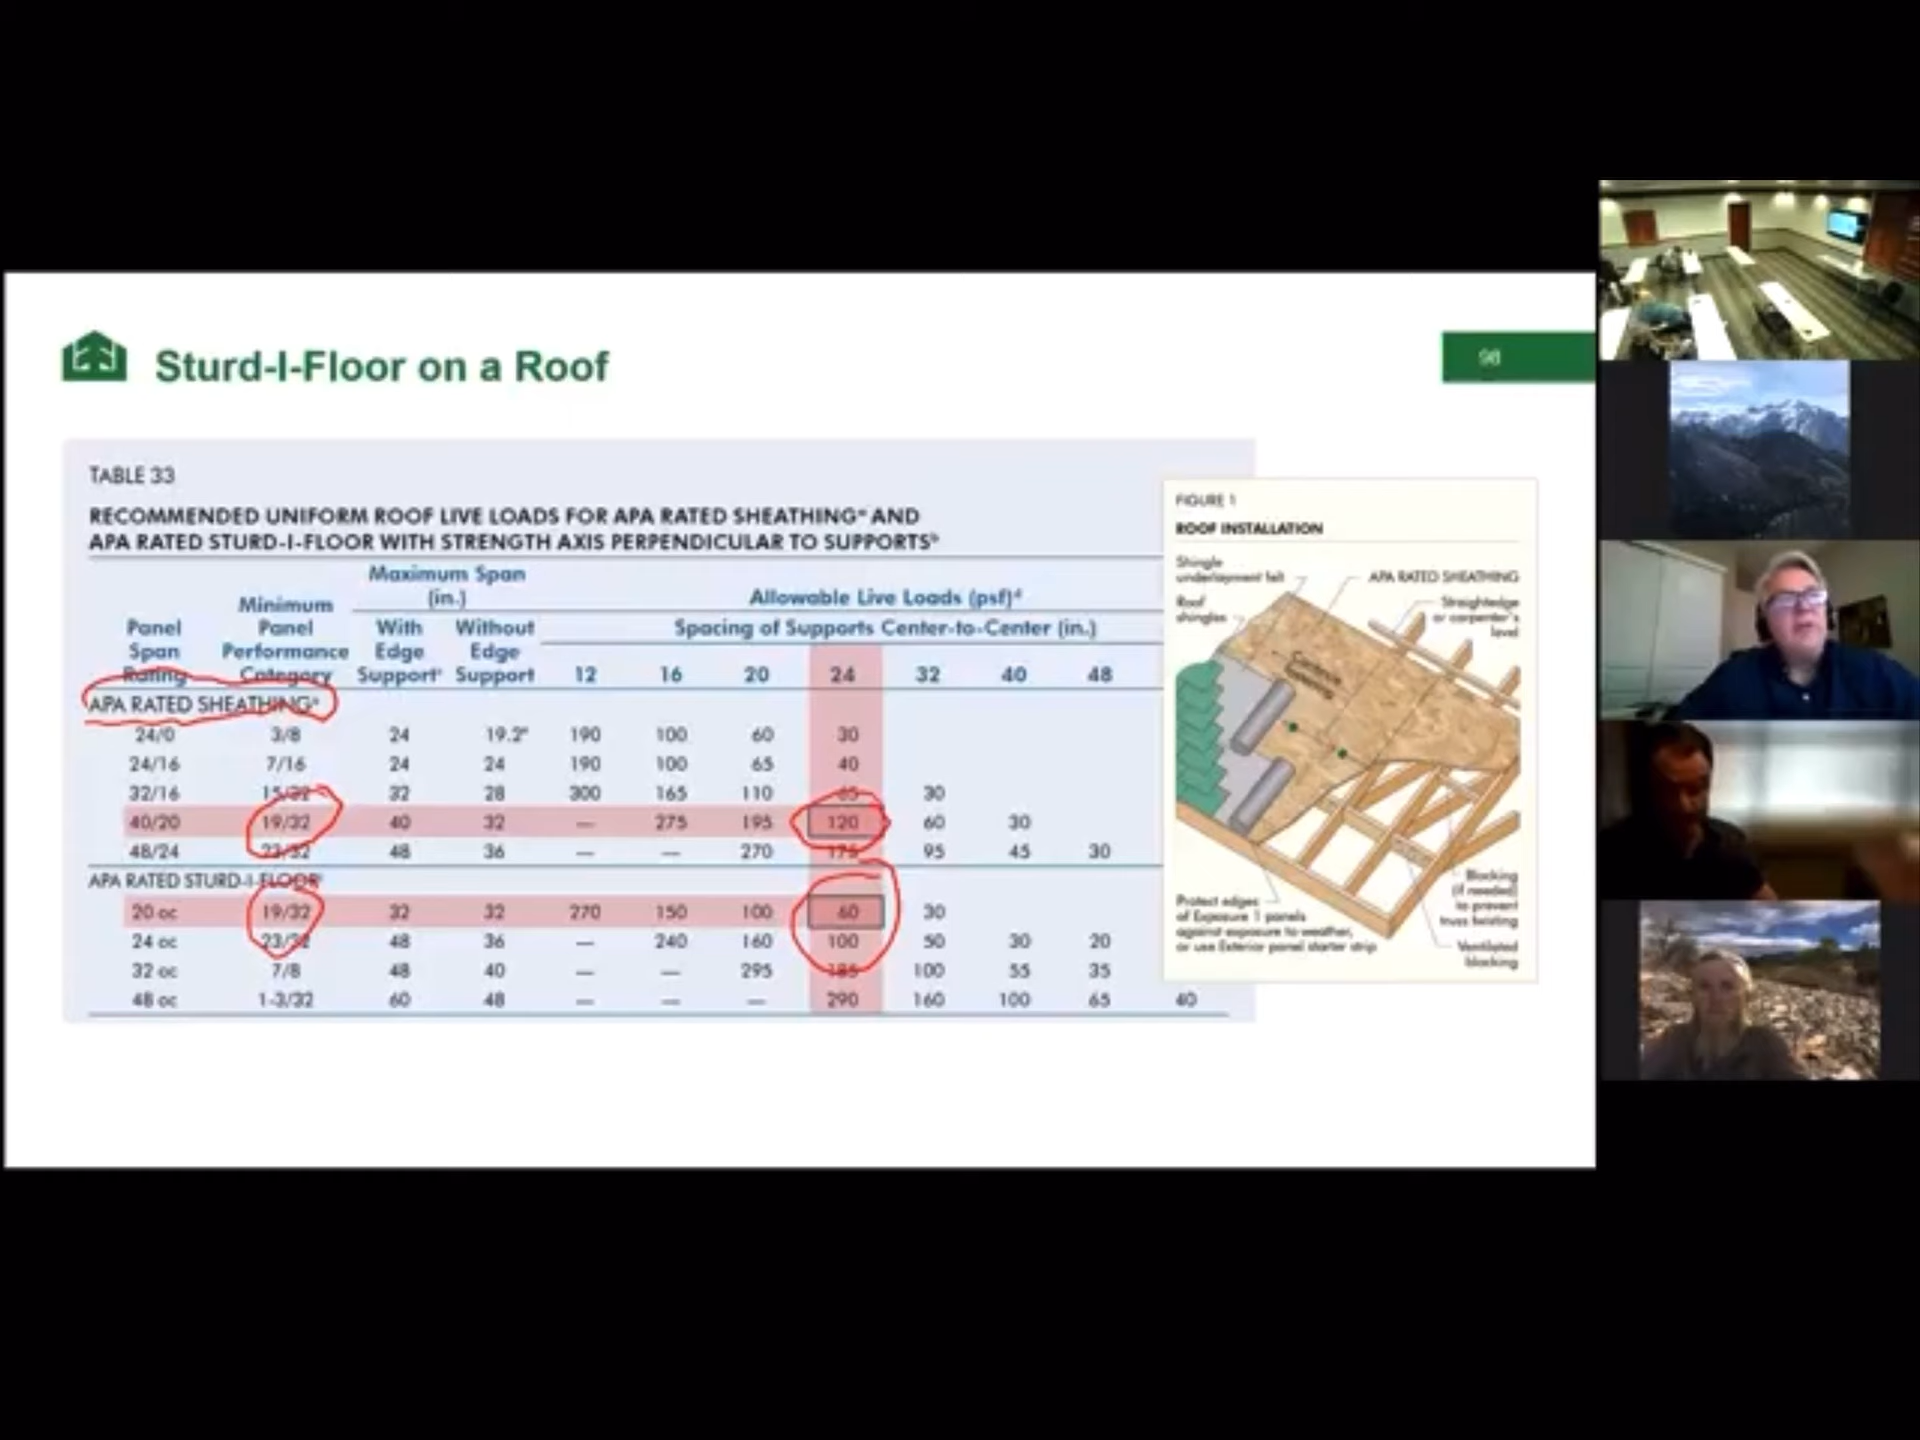 Sturd-I-Floor on a Roof
98
TABLE 33
RECOMMENDED UNIFORM ROOF LIVE LOADS FOR APA RATED SHEATHINGᵃ AND
APA RATED STURD-I-FLOOR WITH STRENGTH AXIS PERPENDICULAR TO SUPPORTSᵇ
Panel Span Rating
Minimum Panel Performance Category
Maximum Span (in.)
With Edge Supportᶜ
Without Edge Support
Allowable Live Loads (psf)ᵈ
Spacing of Supports Center-to-Center (in.)
12 16 20 24 32 40 48
APA RATED SHEATHINGᵃ
24/0 3/8 24 19.2ᵉ 190 100 60 30
24/16 7/16 24 24 190 100 65 40
32/16 15/32 32 28 300 165 110 65 30
40/20 19/32 40 32 — 275 195 120 60 30
48/24 23/32 48 36 — — 270 175 95 45 30
APA RATED STURD-I-FLOOR
20 oc 19/32 32 32 270 150 100 60 30
24 oc 23/32 48 36 — 240 160 100 50 30 20
32 oc 7/8 48 40 — — 295 185 100 55 35
48 oc 1-3/32 60 48 — — — 290 160 100 65 40
FIGURE 1
ROOF INSTALLATION
Shingle
underlayment felt
APA RATED SHEATHING
Roof
shingles
Straightedge
or carpenter's
level
Protect edges
of Exposure 1 panels
against exposure to weather,
or use Exterior panel starter strip
Blocking
(if needed)
to prevent
truss twisting
Ventilated
blocking